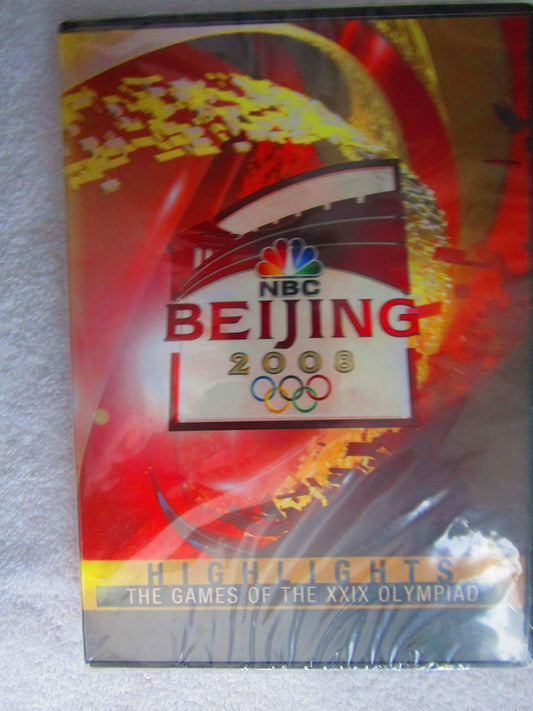 NBC
BEIJING
2008
HIGHLIGHTS
THE GAMES OF THE XXIX OLYMPIAD